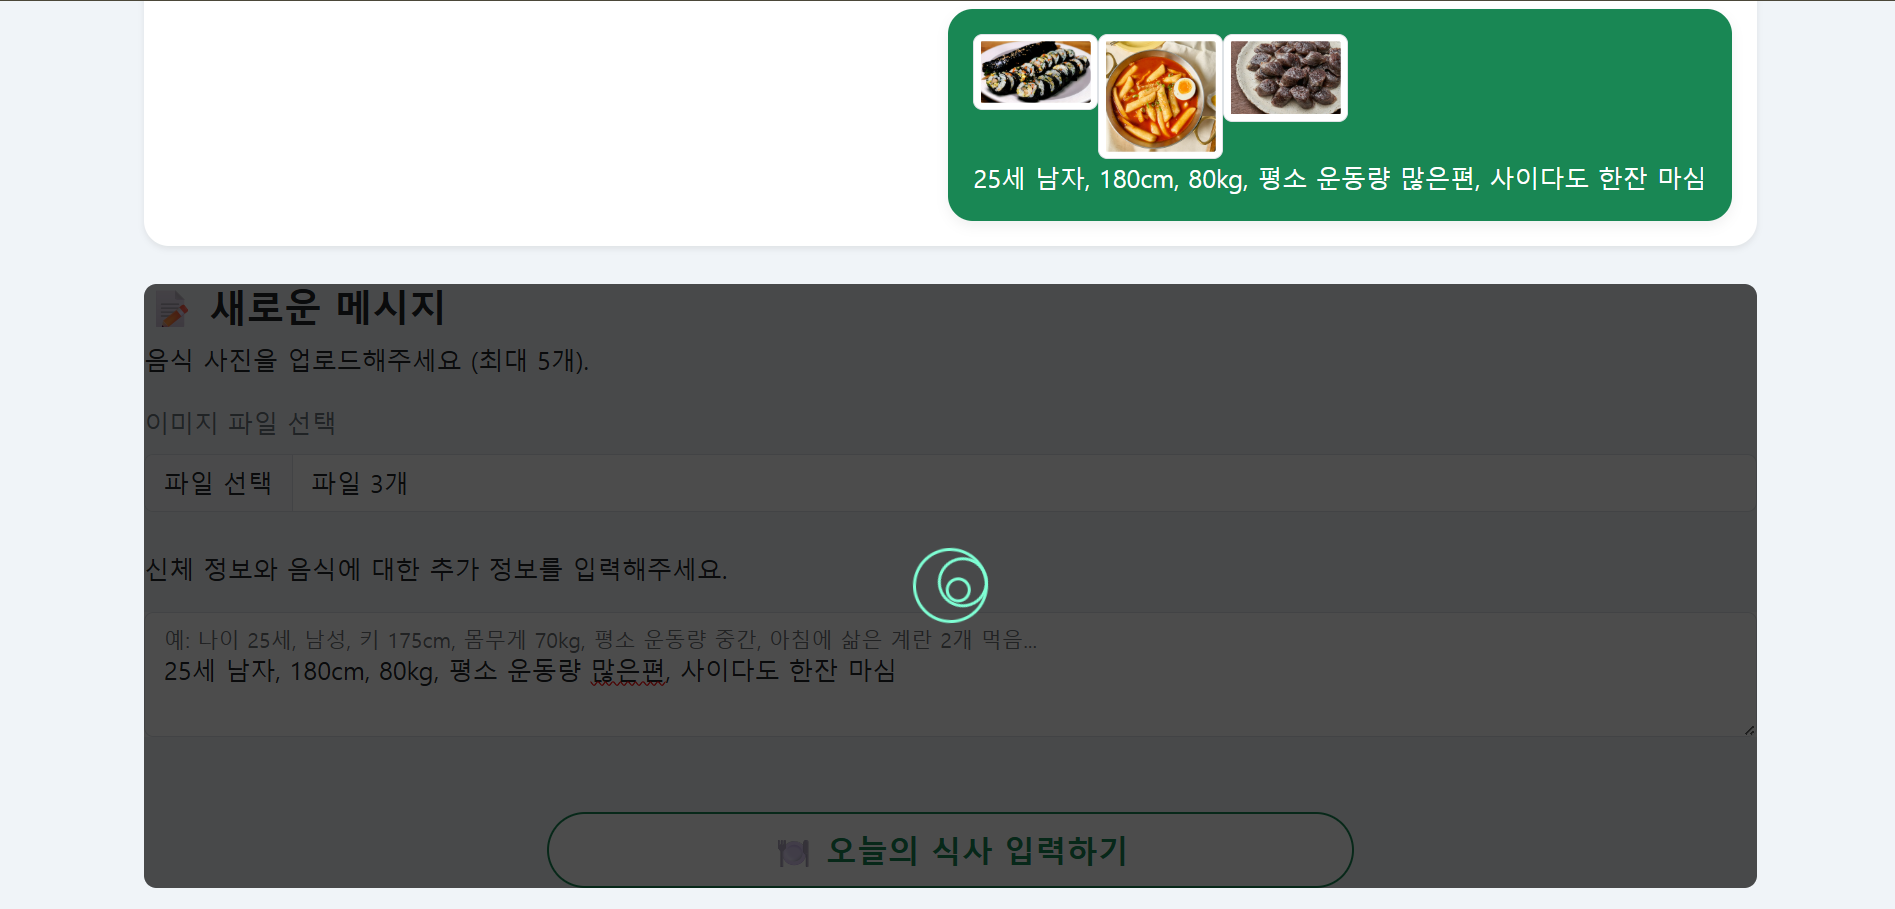 25세 남자, 180cm, 80kg, 평소 운동량 많은편, 사이다도 한잔 마심
📝 새로운 메시지
음식 사진을 업로드해주세요 (최대 5개).
이미지 파일 선택
파일 선택 파일 3개
신체 정보와 음식에 대한 추가 정보를 입력해주세요.
예: 나이 25세, 남성, 키 175cm, 몸무게 70kg, 평소 운동량 중간, 아침에 삶은 계란 2개 먹음...
25세 남자, 180cm, 80kg, 평소 운동량 많은편, 사이다도 한잔 마심
🍽️ 오늘의 식사 입력하기